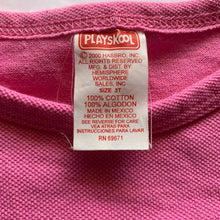 PLAYSKOOL
© 2000 HASBRO, INC.
ALL RIGHTS RESERVED
MFG. & DIST. BY
HEMISPHERE
WORLDWIDE
SALES, INC.
SIZE 3T
100% COTTON
100% ALGODON
MADE IN MEXICO
HECHO EN MEXICO
SEE REVERSE FOR CARE
VEA ATRAS PARA
INSTRUCCIONES PARA LAVAR
RN 69671